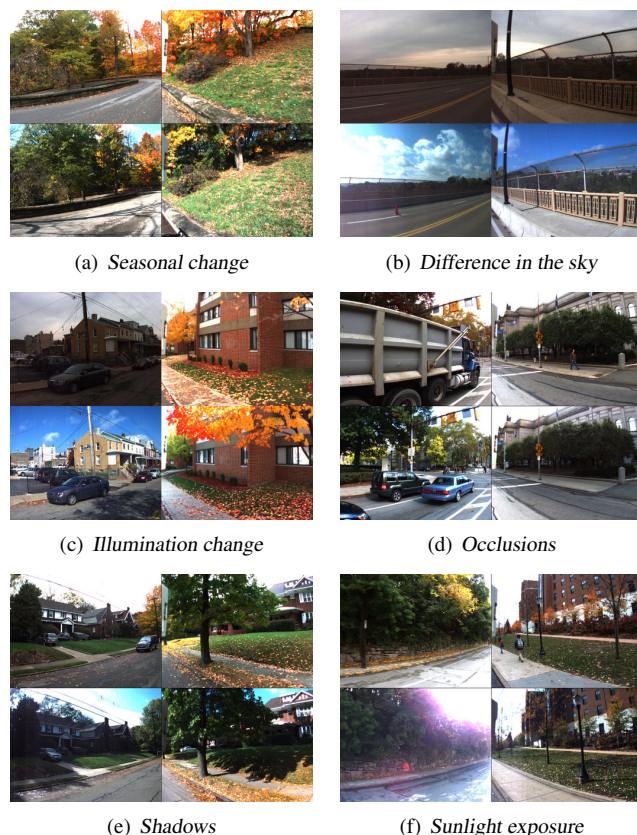 (a) Seasonal change
(b) Difference in the sky
(c) Illumination change
(d) Occlusions
(e) Shadows
(f) Sunlight exposure